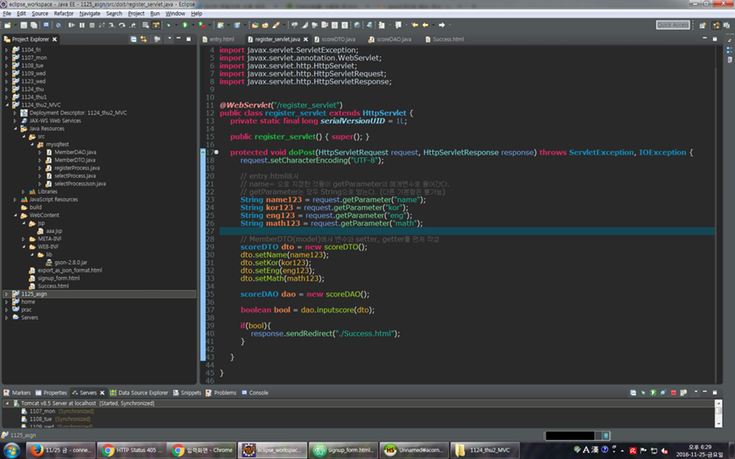 eclipse_workspace - Java EE - 1125_asign/src/doit/register_servlet.java - Eclipse
File Edit Source Refactor Navigate Search Project Run Window Help
Quick Access
Project Explorer
1104_fri
1107_mon
1108_tue
1109_wed
1123_wed
1124_thu
1124_thu1
1124_thu2_MVC
Deployment Descriptor: 1124_thu2_MVC
JAX-WS Web Services
Java Resources
src
mysqltest
MemberDAO.java
MemberDTO.java
registerProcess.java
selectProcess.java
selectProcessJson.java
Libraries
JavaScript Resources
build
WebContent
jsp
aaa.jsp
META-INF
WEB-INF
lib
gson-2.8.0.jar
export_as_json_format.html
signup_form.html
Success.html
1125_asign
home
prac
Servers
entry.html register_servlet.java scoreDTO.java scoreDAO.java Success.html
4 import javax.servlet.ServletException;
5 import javax.servlet.annotation.WebServlet;
6 import javax.servlet.http.HttpServlet;
7 import javax.servlet.http.HttpServletRequest;
8 import javax.servlet.http.HttpServletResponse;
9
10
11 @WebServlet("/register_servlet")
12 public class register_servlet extends HttpServlet {
13 private static final long serialVersionUID = 1L;
14
15 public register_servlet() { super(); }
16
17 protected void doPost(HttpServletRequest request, HttpServletResponse response) throws ServletException, IOException {
18 request.setCharacterEncoding("UTF-8");
19
20 // entry.html에서
21 // name= 으로 지정한 것들이 getParameter의 매개변수로 들어간다.
22 // getParameter는 모두 String으로 받는다. (다른 기본형은 불가능)
23 String name123 = request.getParameter("name");
24 String kor123 = request.getParameter("kor");
25 String eng123 = request.getParameter("eng");
26 String math123 = request.getParameter("math");
27
28 // MemberDTO(model)에서 변수와 setter, getter를 먼저 작성
29 scoreDTO dto = new scoreDTO();
30 dto.setName(name123);
31 dto.setKor(kor123);
32 dto.setEng(eng123);
33 dto.setMath(math123);
34
35 scoreDAO dao = new scoreDAO();
36
37 boolean bool = dao.inputscore(dto);
38
39 if(bool){
40 response.sendRedirect("./Success.html");
41 }
42
43 }
44
45 }
46
Markers Properties Servers Data Source Explorer Snippets Problems Console
Tomcat v8.5 Server at localhost [Started, Synchronized]
1107_mon [Synchronized]
1108_tue [Synchronized]
1109_wed [Synchronized]
1125_asign
11/25 금 - conne...
HTTP Status 405 ...
입력화면 - Chrome
eclipse_workspac...
signup_form.html...
Unnamed@acorn...
1124_thu2_MVC
오후 6:29
2016-11-25-금요일